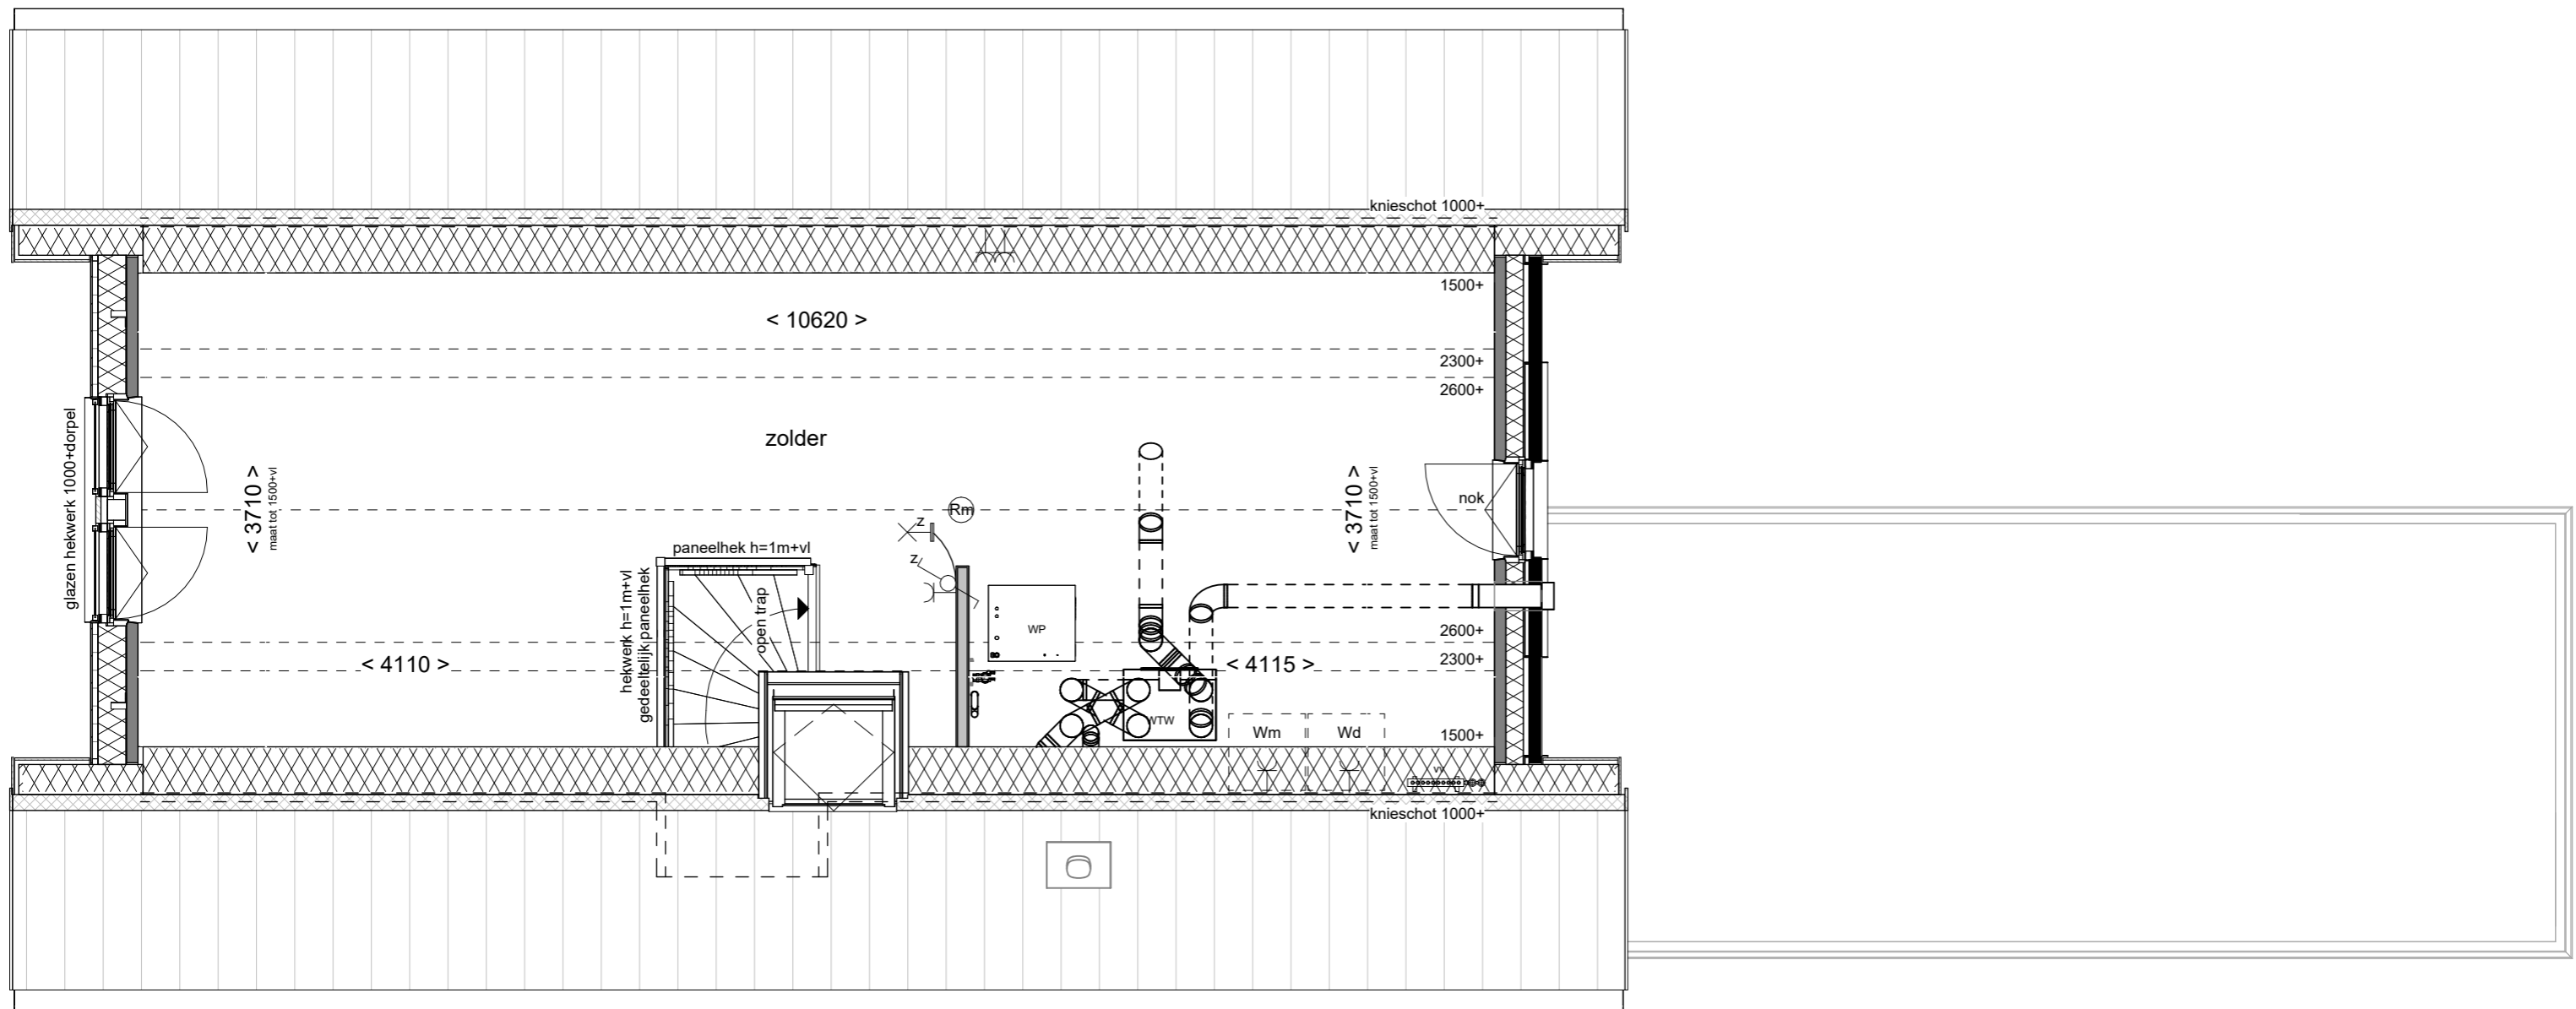 knieschot 1000+
1500+
< 10620 >
2300+
2600+
zolder
glazen hekwerk 1000+dorpel
< 3710 >
maat tot 1500+vl
Rm
z
z
< 3710 >
maat tot 1500+vl
nok
paneelhek h=1m+vl
hekwerk h=1m+vl
gedeeltelijk paneelhek
open trap
WP
2600+
< 4110 >
< 4115 >
2300+
WTW
Wm
Wd
1500+
knieschot 1000+